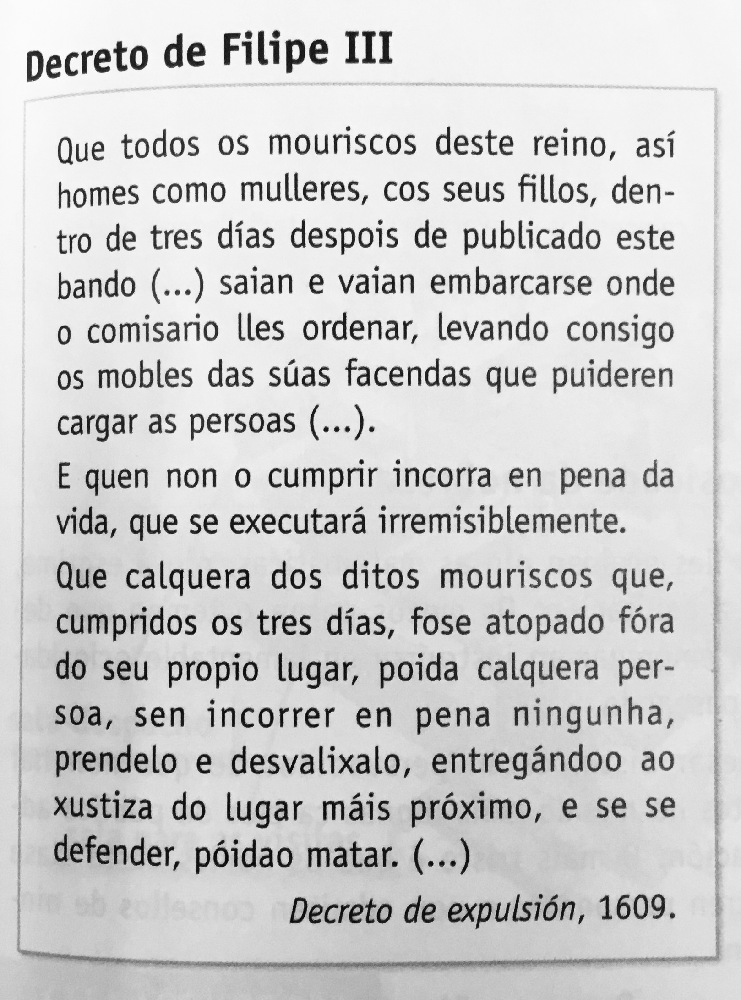 Decreto de Filipe III
Que todos os mouriscos deste reino, así
homes como mulleres, cos seus fillos, den-
tro de tres días despois de publicado este
bando (...) saian e vaian embarcarse onde
o comisario lles ordenar, levando consigo
os mobles das súas facendas que puideren
cargar as persoas (...).
E quen non o cumprir incorra en pena da
vida, que se executará irremisiblemente.
Que calquera dos ditos mouriscos que,
cumpridos os tres días, fose atopado fóra
do seu propio lugar, poida calquera per-
soa, sen incorrer en pena ningunha,
prendelo e desvalixalo, entregándoo ao
xustiza do lugar máis próximo, e se se
defender, póidao matar. (...)
Decreto de expulsión, 1609.